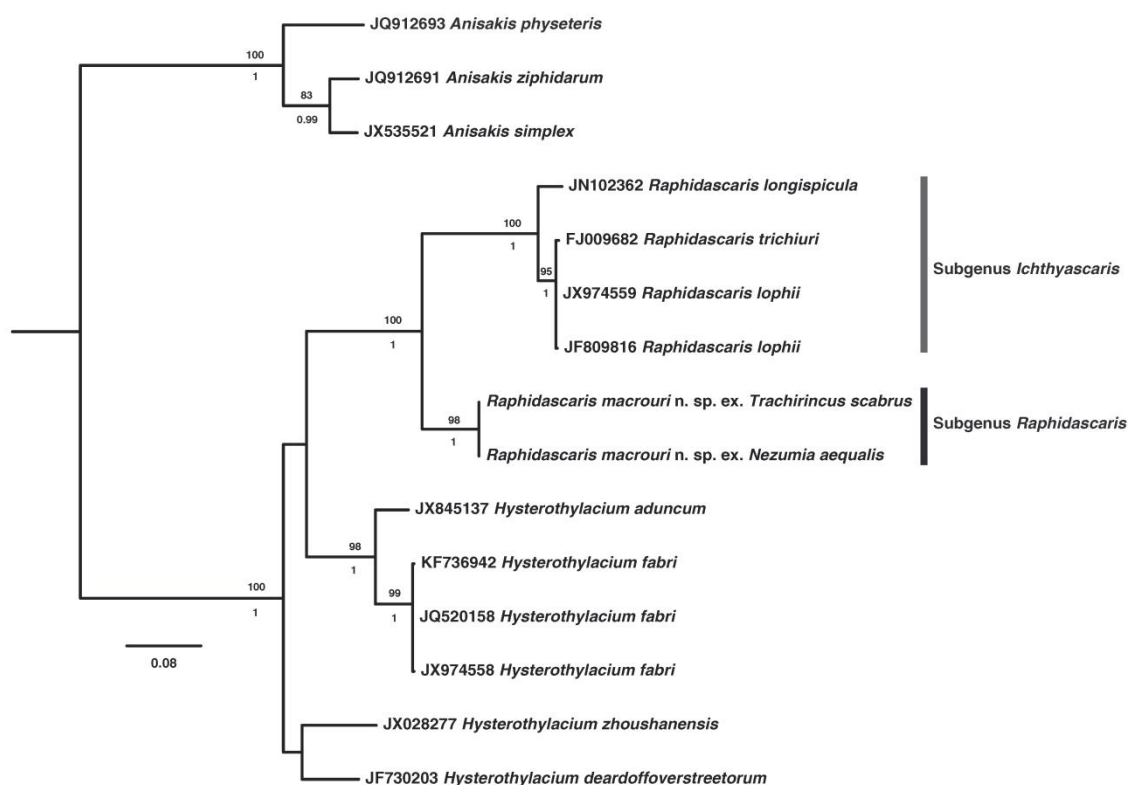 JQ912693 Anisakis physeteris
100
1
JQ912691 Anisakis ziphidarum
83
0.99
JX535521 Anisakis simplex
JN102362 Raphidascaris longispicula
100
1
FJ009682 Raphidascaris trichiuri
Subgenus Ichthyascaris
95
1
JX974559 Raphidascaris lophii
100
1
JF809816 Raphidascaris lophii
Raphidascaris macrouri n. sp. ex. Trachirincus scabrus
98
1
Subgenus Raphidascaris
Raphidascaris macrouri n. sp. ex. Nezumia aequalis
JX845137 Hysterothylacium aduncum
98
1
KF736942 Hysterothylacium fabri
99
1
JQ520158 Hysterothylacium fabri
100
1
0.08
JX974558 Hysterothylacium fabri
JX028277 Hysterothylacium zhoushanensis
JF730203 Hysterothylacium deardoffoverstreetorum